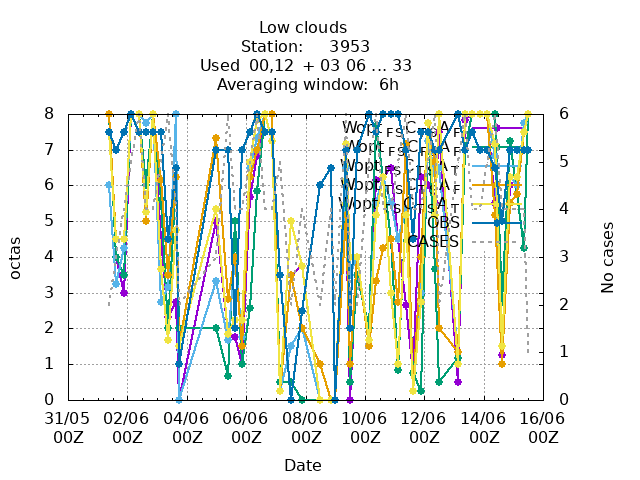 Low clouds
Station: 3953
Used 00,12 + 03 06 ... 33
Averaging window: 6h
8
7
6
5
4
3
2
1
0
octas
6
5
4
3
2
1
0
No cases
OBS
CASES
31/05 00Z
02/06 00Z
04/06 00Z
06/06 00Z
08/06 00Z
10/06 00Z
12/06 00Z
14/06 00Z
16/06 00Z
Date